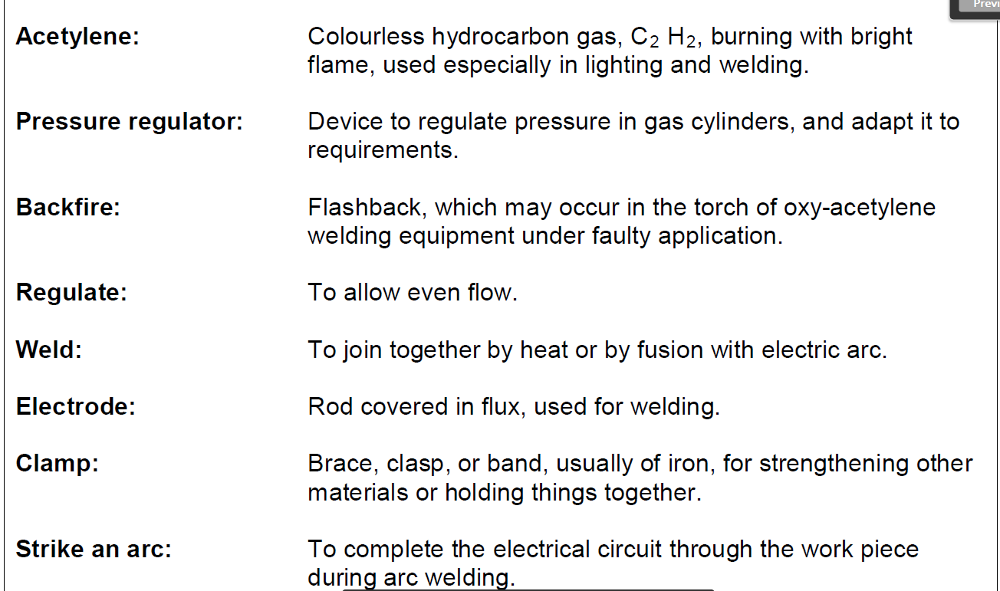 Previ
Acetylene: Colourless hydrocarbon gas, C₂ H₂, burning with bright
flame, used especially in lighting and welding.
Pressure regulator: Device to regulate pressure in gas cylinders, and adapt it to
requirements.
Backfire: Flashback, which may occur in the torch of oxy-acetylene
welding equipment under faulty application.
Regulate: To allow even flow.
Weld: To join together by heat or by fusion with electric arc.
Electrode: Rod covered in flux, used for welding.
Clamp: Brace, clasp, or band, usually of iron, for strengthening other
materials or holding things together.
Strike an arc: To complete the electrical circuit through the work piece
during arc welding.